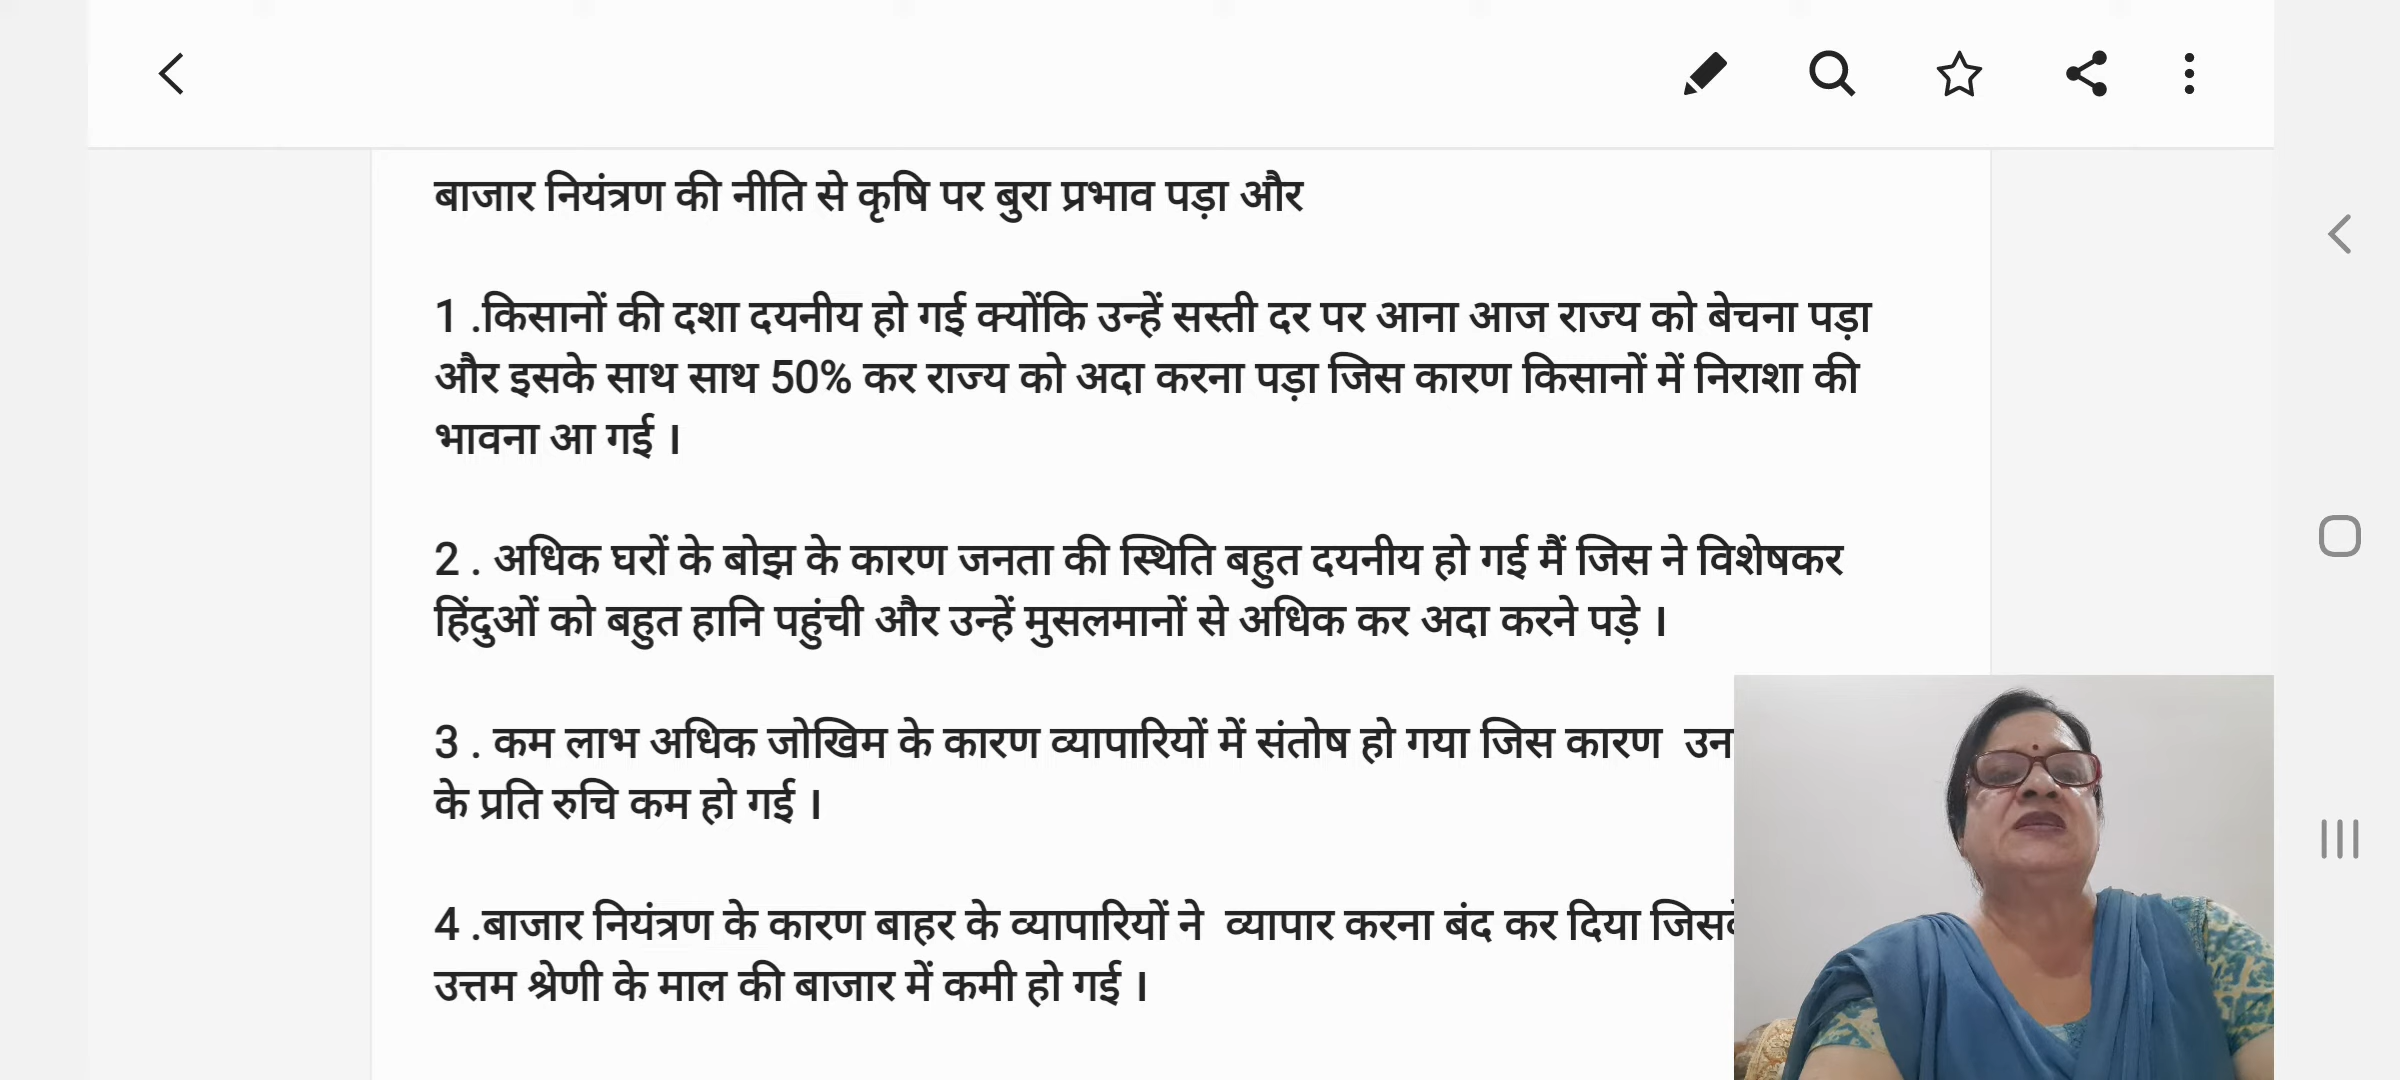 बाजार नियंत्रण की नीति से कृषि पर बुरा प्रभाव पड़ा और
1 .किसानों की दशा दयनीय हो गई क्योंकि उन्हें सस्ती दर पर आना आज राज्य को बेचना पड़ा
और इसके साथ साथ 50% कर राज्य को अदा करना पड़ा जिस कारण किसानों में निराशा की
भावना आ गई ।
2 . अधिक घरों के बोझ के कारण जनता की स्थिति बहुत दयनीय हो गई मैं जिस ने विशेषकर
हिंदुओं को बहुत हानि पहुंची और उन्हें मुसलमानों से अधिक कर अदा करने पड़े ।
3 . कम लाभ अधिक जोखिम के कारण व्यापारियों में संतोष हो गया जिस कारण
के प्रति रुचि कम हो गई ।
4 .बाजार नियंत्रण के कारण बाहर के व्यापारियों ने व्यापार करना बंद कर दिया
उत्तम श्रेणी के माल की बाजार में कमी हो गई ।